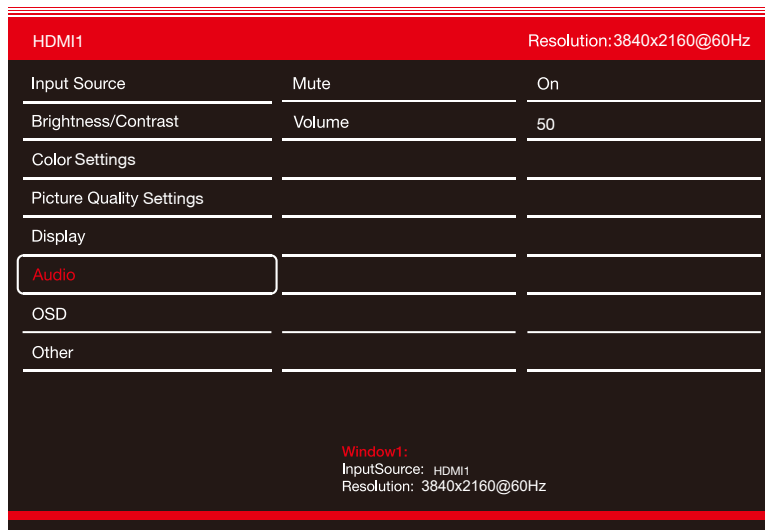 HDMI1 Resolution:3840x2160@60Hz
Input Source Mute On
Brightness/Contrast Volume 50
Color Settings
Picture Quality Settings
Display
Audio
OSD
Other
Window1:
InputSource: HDMI1
Resolution: 3840x2160@60Hz